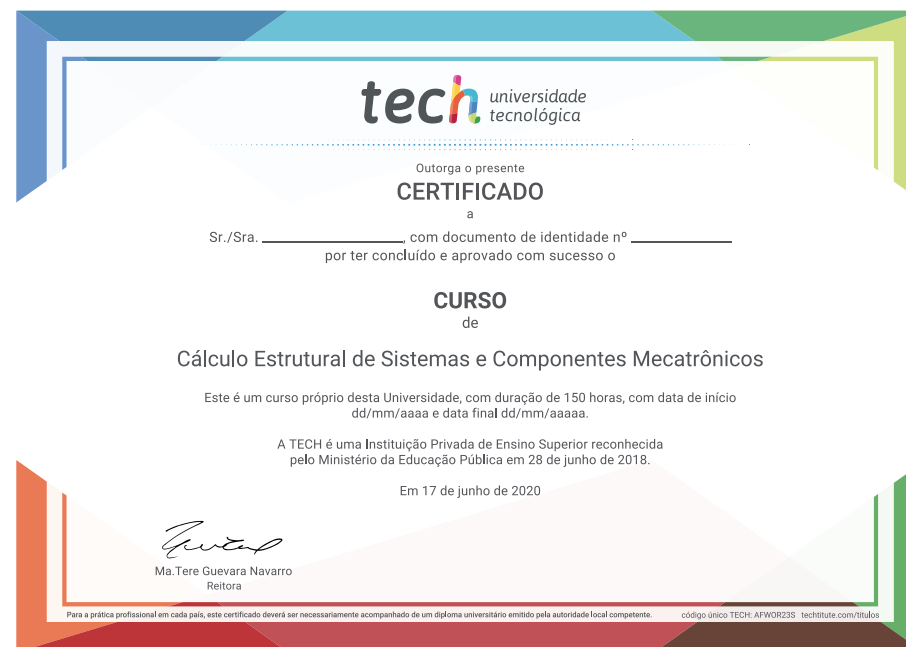 tech universidade
tecnológica
Outorga o presente
CERTIFICADO
a
Sr./Sra. ________________, com documento de identidade nº ____________
por ter concluído e aprovado com sucesso o
CURSO
de
Cálculo Estrutural de Sistemas e Componentes Mecatrônicos
Este é um curso próprio desta Universidade, com duração de 150 horas, com data de início
dd/mm/aaaa e data final dd/mm/aaaaa.
A TECH é uma Instituição Privada de Ensino Superior reconhecida
pelo Ministério da Educação Pública em 28 de junho de 2018.
Em 17 de junho de 2020
Ma.Tere Guevara Navarro
Reitora
Para a prática profissional em cada país, este certificado deverá ser necessariamente acompanhado de um diploma universitário emitido pela autoridade local competente. código único TECH: AFWOR23S techtitute.com/titulos